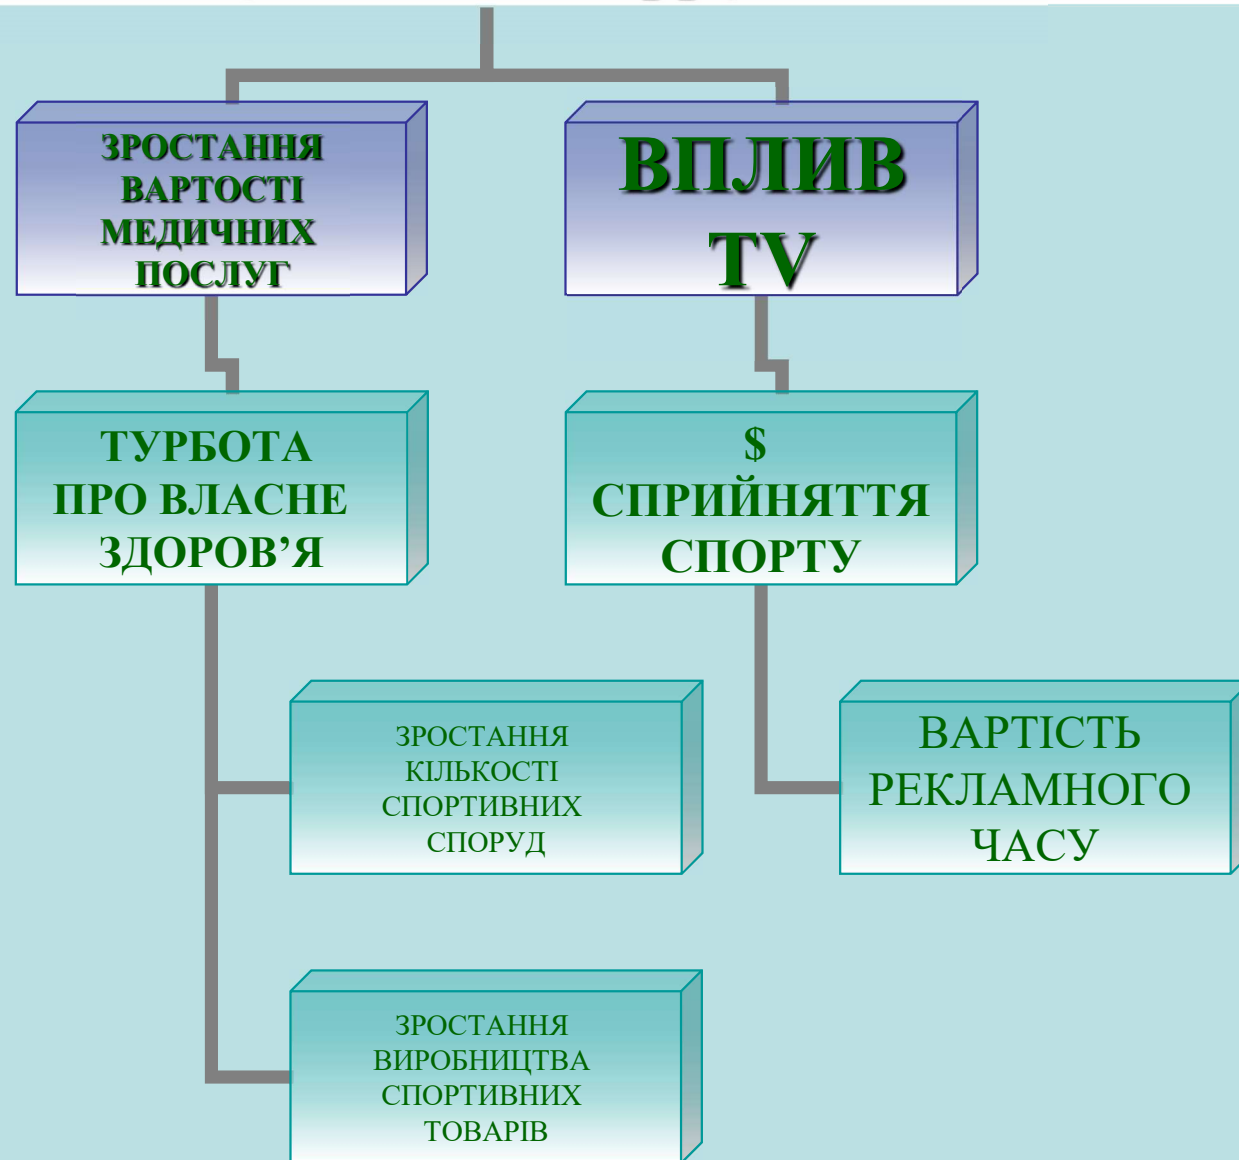 ЗРОСТАННЯ
ВАРТОСТІ
МЕДИЧНИХ
ПОСЛУГ
ВПЛИВ
TV
ТУРБОТА
ПРО ВЛАСНЕ
ЗДОРОВ’Я
$
СПРИЙНЯТТЯ
СПОРТУ
ЗРОСТАННЯ
КІЛЬКОСТІ
СПОРТИВНИХ
СПОРУД
ВАРТІСТЬ
РЕКЛАМНОГО
ЧАСУ
ЗРОСТАННЯ
ВИРОБНИЦТВА
СПОРТИВНИХ
ТОВАРІВ